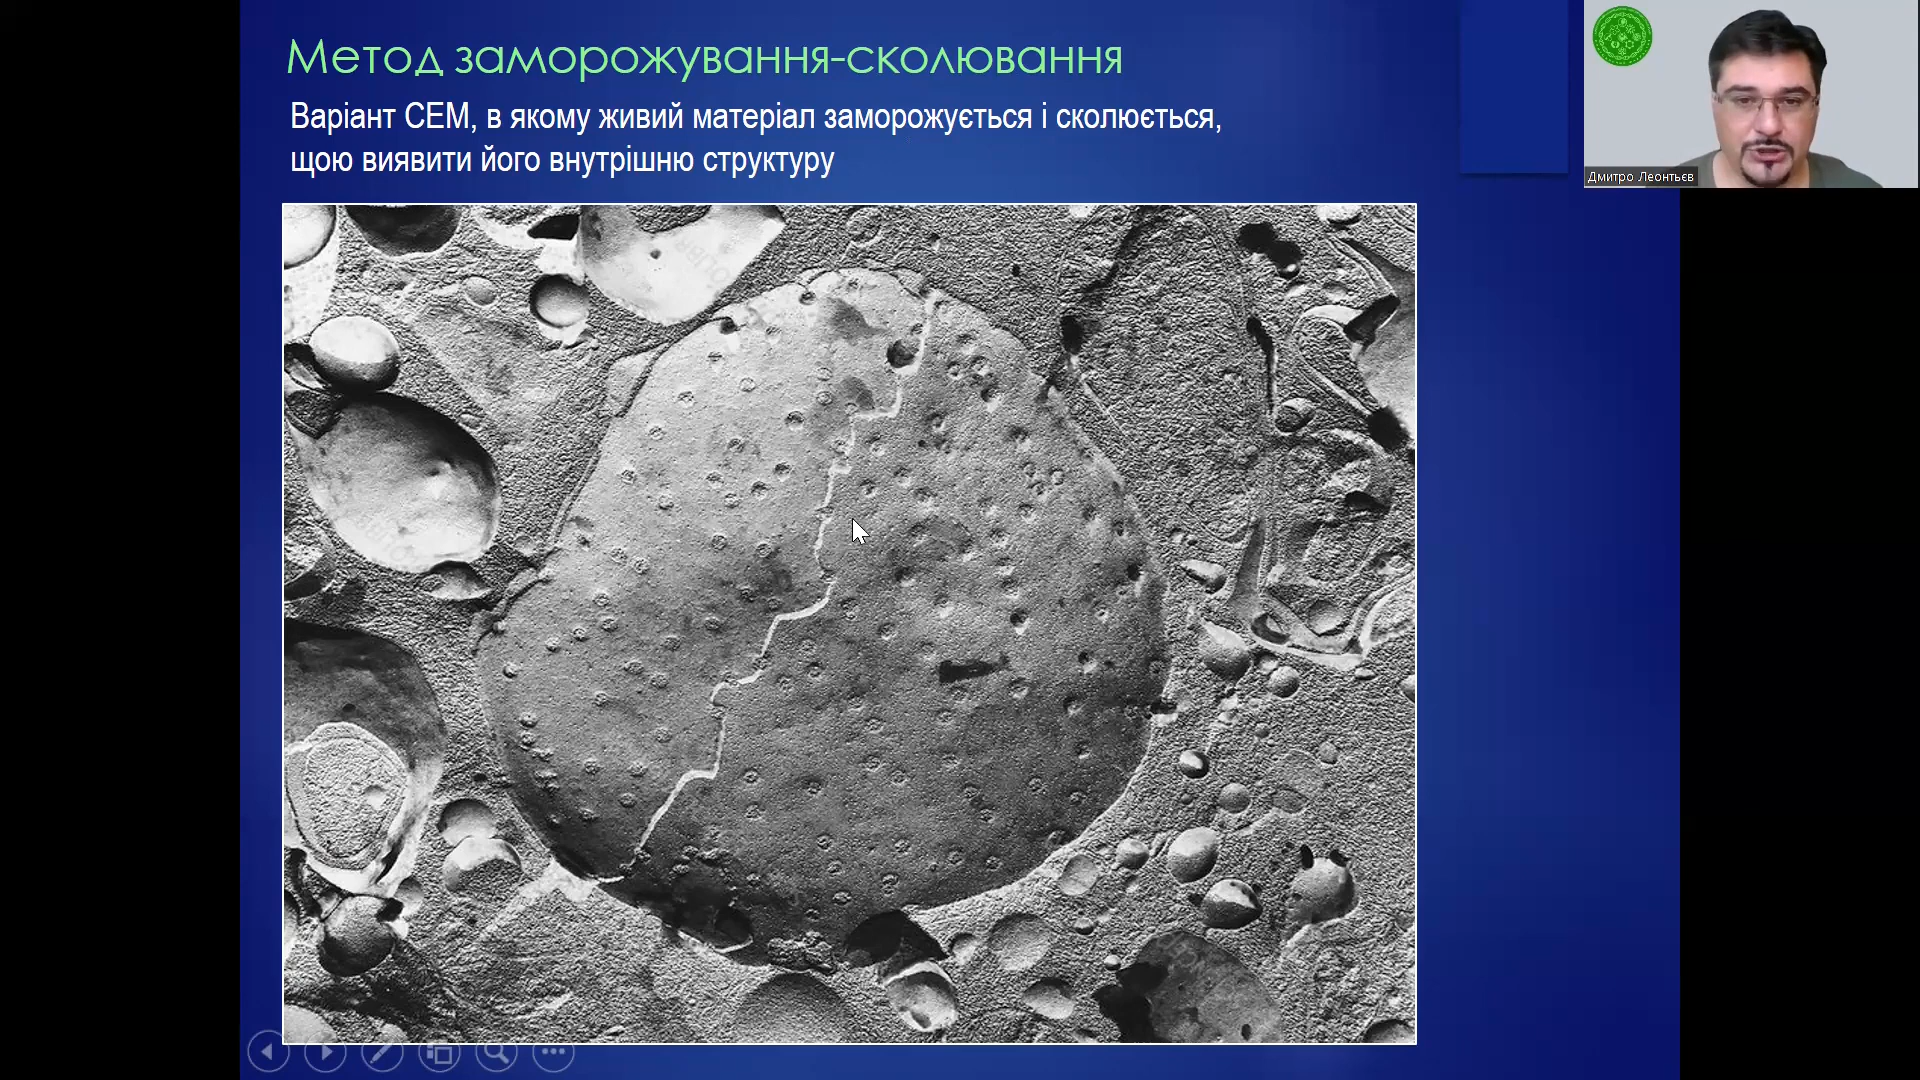 Метод заморожування-сколювання
Варіант СЕМ, в якому живий матеріал заморожується і сколюється,
щою виявити його внутрішню структуру
Дмитро Леонтьєв